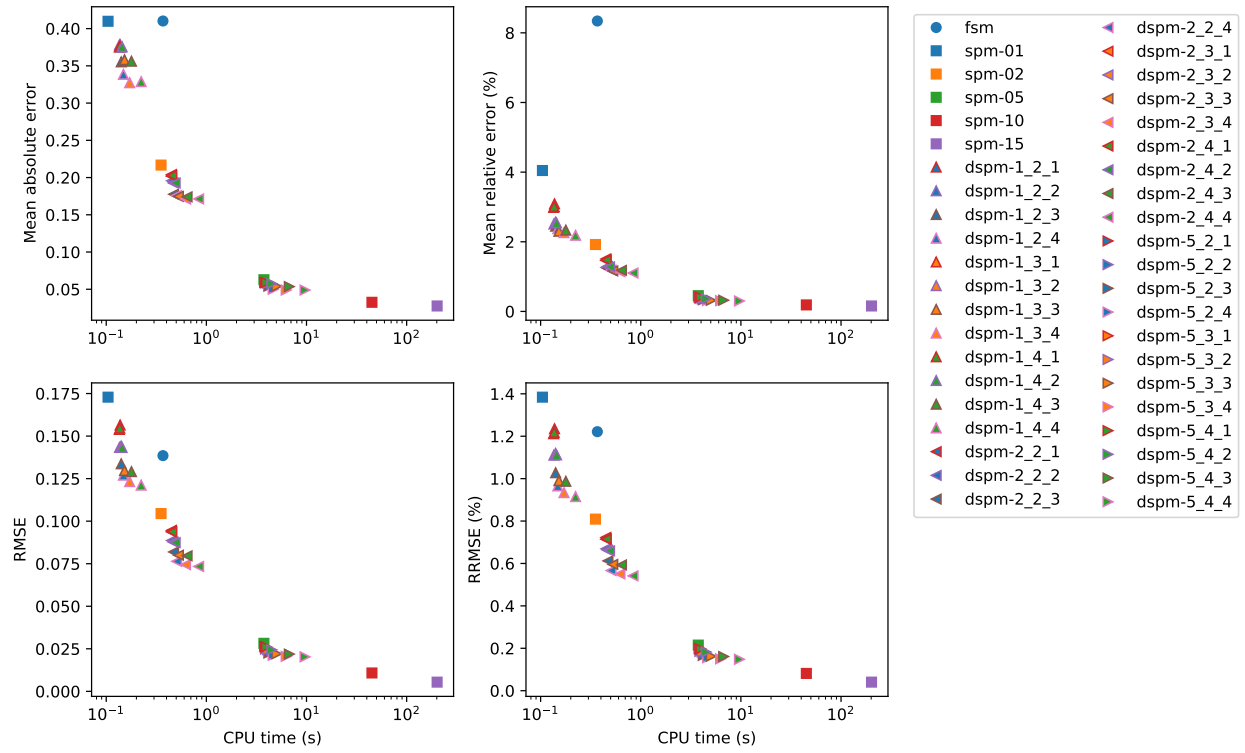 0.40
0.35
0.30
0.25
0.20
0.15
0.10
0.05
Mean absolute error
10⁻¹ 10⁰ 10¹ 10²
8
6
4
2
0
Mean relative error (%)
10⁻¹ 10⁰ 10¹ 10²
0.175
0.150
0.125
0.100
0.075
0.050
0.025
0.000
RMSE
10⁻¹ 10⁰ 10¹ 10²
CPU time (s)
1.4
1.2
1.0
0.8
0.6
0.4
0.2
0.0
RRMSE (%)
10⁻¹ 10⁰ 10¹ 10²
CPU time (s)
fsm
spm-01
spm-02
spm-05
spm-10
spm-15
dspm-1_2_1
dspm-1_2_2
dspm-1_2_3
dspm-1_2_4
dspm-1_3_1
dspm-1_3_2
dspm-1_3_3
dspm-1_3_4
dspm-1_4_1
dspm-1_4_2
dspm-1_4_3
dspm-1_4_4
dspm-2_2_1
dspm-2_2_2
dspm-2_2_3
dspm-2_2_4
dspm-2_3_1
dspm-2_3_2
dspm-2_3_3
dspm-2_3_4
dspm-2_4_1
dspm-2_4_2
dspm-2_4_3
dspm-2_4_4
dspm-5_2_1
dspm-5_2_2
dspm-5_2_3
dspm-5_2_4
dspm-5_3_1
dspm-5_3_2
dspm-5_3_3
dspm-5_3_4
dspm-5_4_1
dspm-5_4_2
dspm-5_4_3
dspm-5_4_4